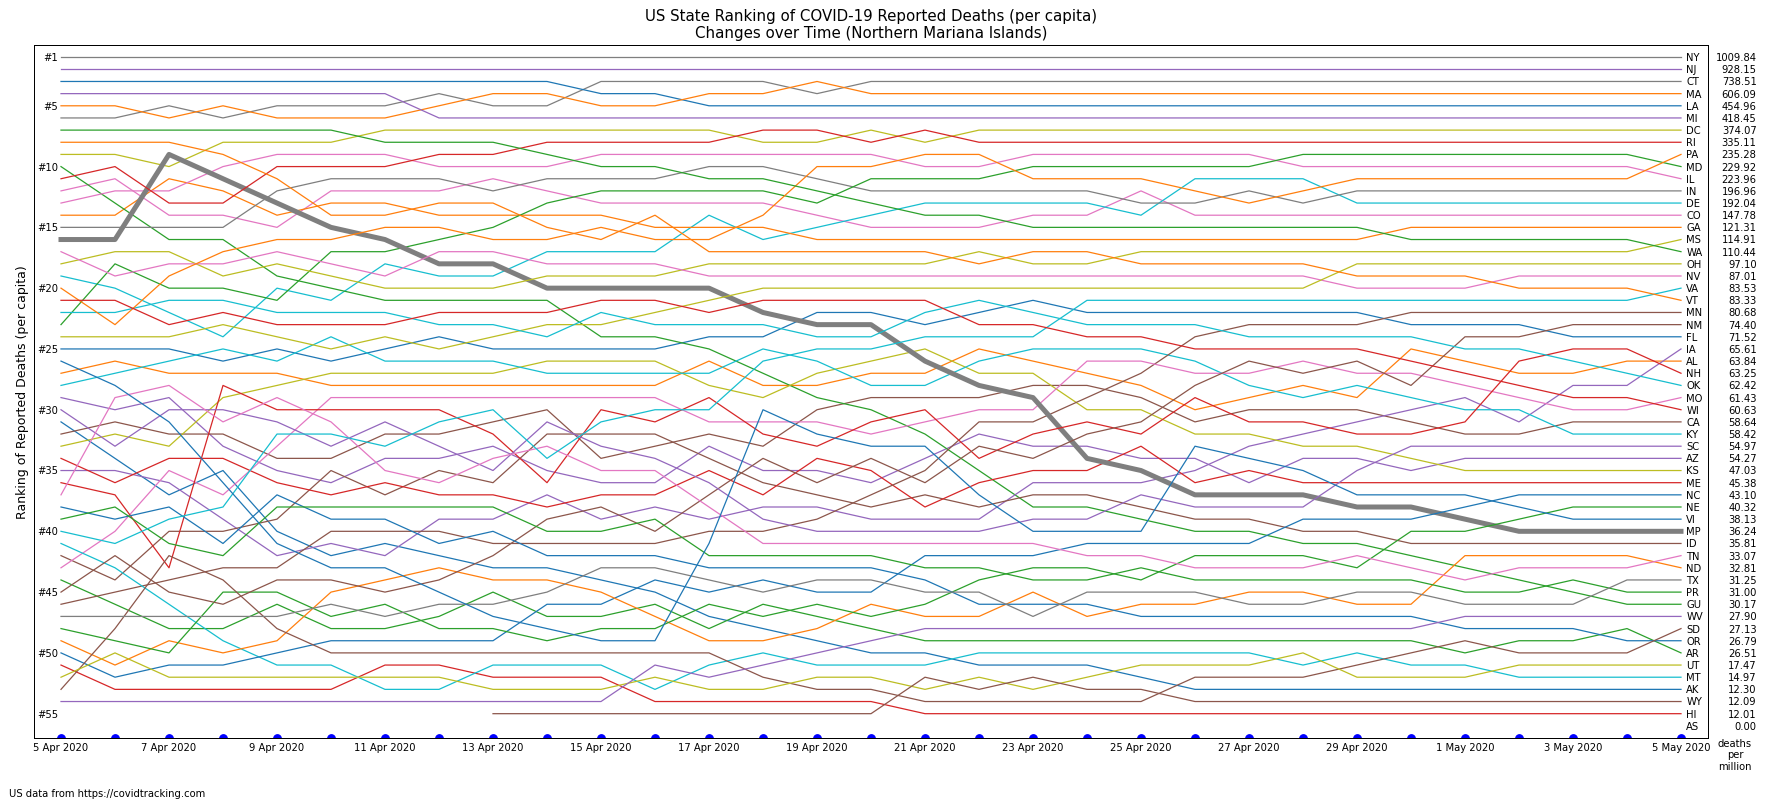 US State Ranking of COVID-19 Reported Deaths (per capita)
Changes over Time (Northern Mariana Islands)
Ranking of Reported Deaths (per capita)
#1
#5
#10
#15
#20
#25
#30
#35
#40
#45
#50
#55
NY 1009.84
NJ 928.15
CT 738.51
MA 606.09
LA 454.96
MI 418.45
DC 374.07
RI 335.11
PA 235.28
MD 229.92
IL 223.96
IN 196.96
DE 192.04
CO 147.78
GA 121.31
MS 114.91
WA 110.44
OH 97.10
NV 87.01
VA 83.53
VT 83.33
MN 80.68
NM 74.40
FL 71.52
IA 65.61
AL 63.84
NH 63.25
OK 62.42
MO 61.43
WI 60.63
CA 58.64
KY 58.42
SC 54.97
AZ 54.27
KS 47.03
ME 45.38
NC 43.10
NE 40.32
VI 38.13
MP 36.24
ID 35.81
TN 33.07
ND 32.81
TX 31.25
PR 31.00
GU 30.17
WV 27.90
SD 27.13
OR 26.79
AR 26.51
UT 17.47
MT 14.97
AK 12.30
WY 12.09
HI 12.01
AS 0.00
5 Apr 2020 7 Apr 2020 9 Apr 2020 11 Apr 2020 13 Apr 2020 15 Apr 2020 17 Apr 2020 19 Apr 2020 21 Apr 2020 23 Apr 2020 25 Apr 2020 27 Apr 2020 29 Apr 2020 1 May 2020 3 May 2020 5 May 2020
deaths
per
million
US data from https://covidtracking.com